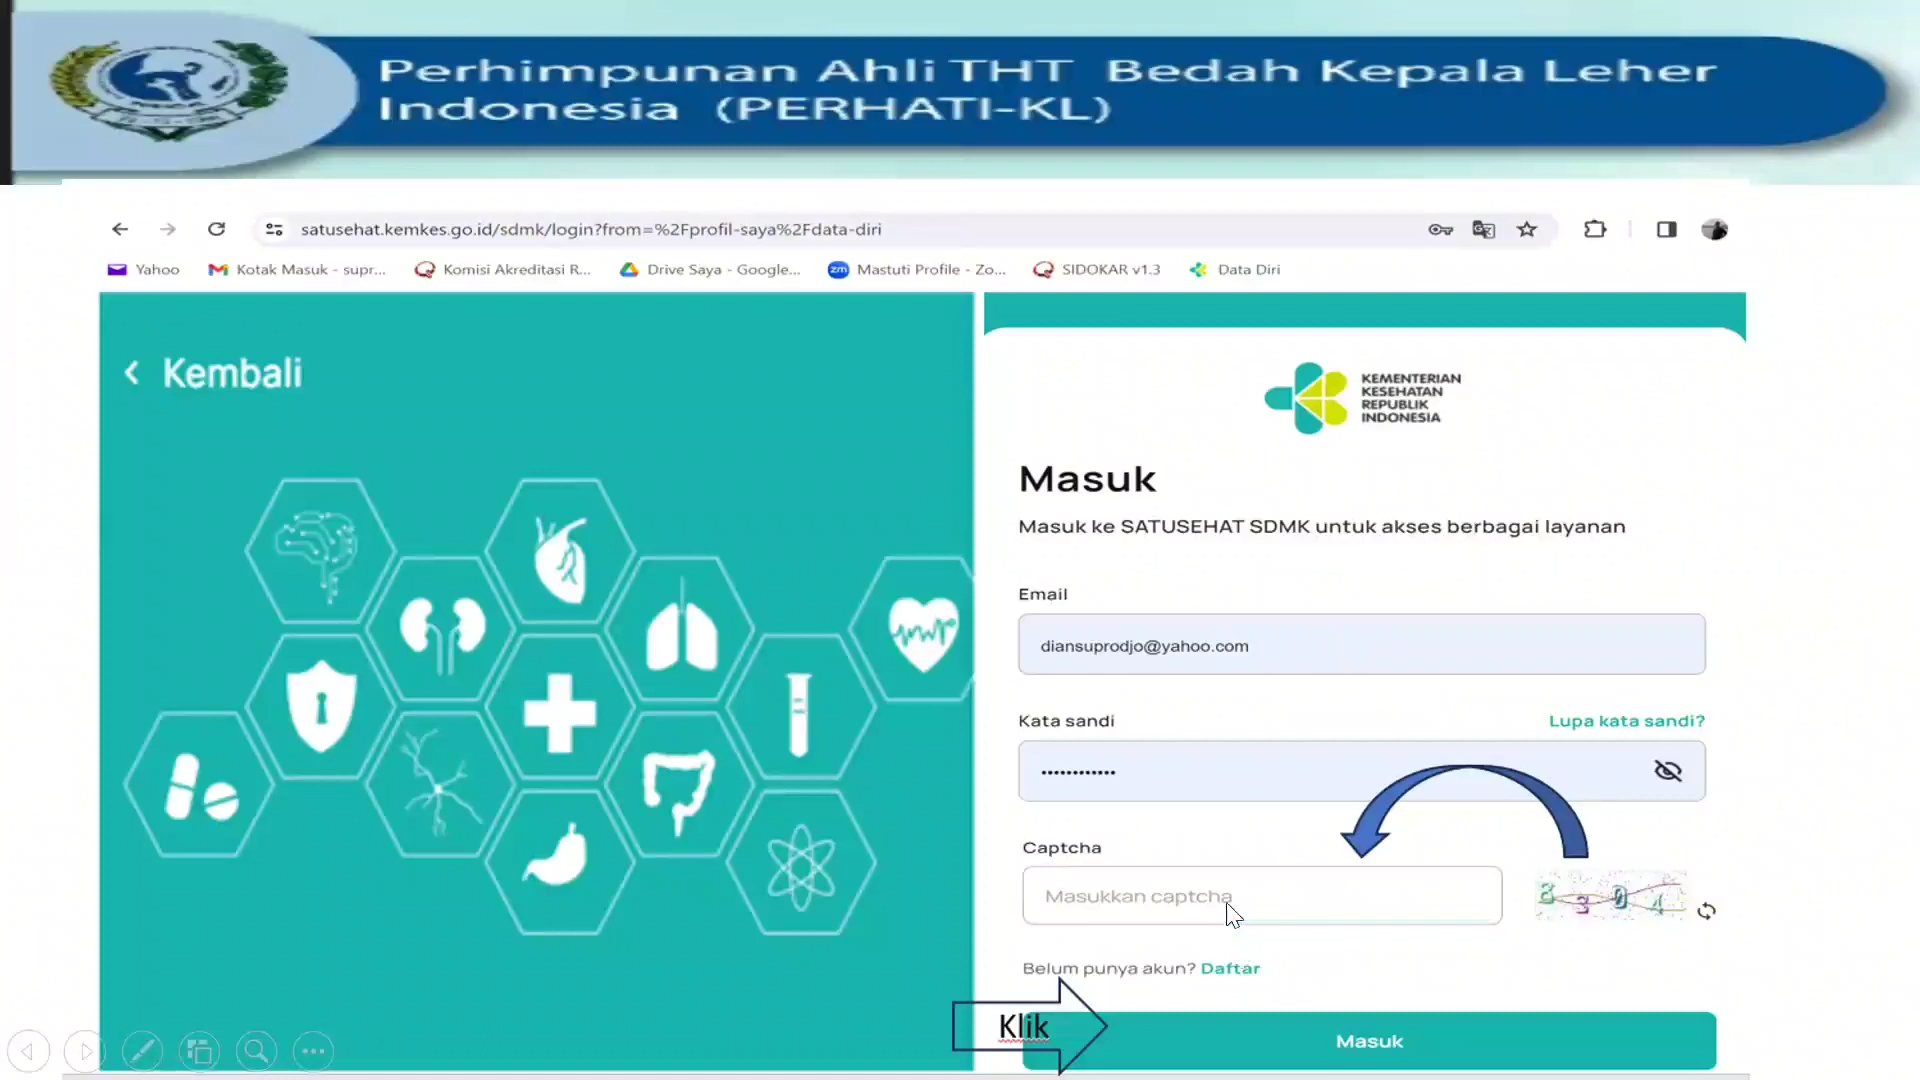 Perhimpunan Ahli THT Bedah Kepala Leher
Indonesia (PERHATI-KL)
satusehat.kemkes.go.id/sdmk/login?from=%2Fprofil-saya%2Fdata-diri
Yahoo
Kotak Masuk - supr...
Komisi Akreditasi R...
Drive Saya - Google...
zm
Mastuti Profile - Zo...
SIDOKAR v1.3
Data Diri
Kembali
KEMENTERIAN
KESEHATAN
REPUBLIK
INDONESIA
Masuk
Masuk ke SATUSEHAT SDMK untuk akses berbagai layanan
Email
diansuprodjo@yahoo.com
Kata sandi
Lupa kata sandi?
••••••••••••
Captcha
Masukkan captcha
Belum punya akun? Daftar
Klik
Masuk